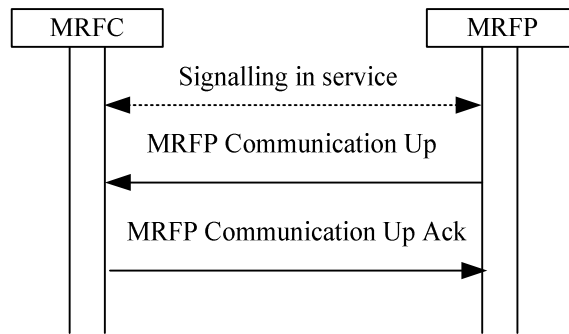 MRFC MRFP
Signalling in service
MRFP Communication Up
MRFP Communication Up Ack